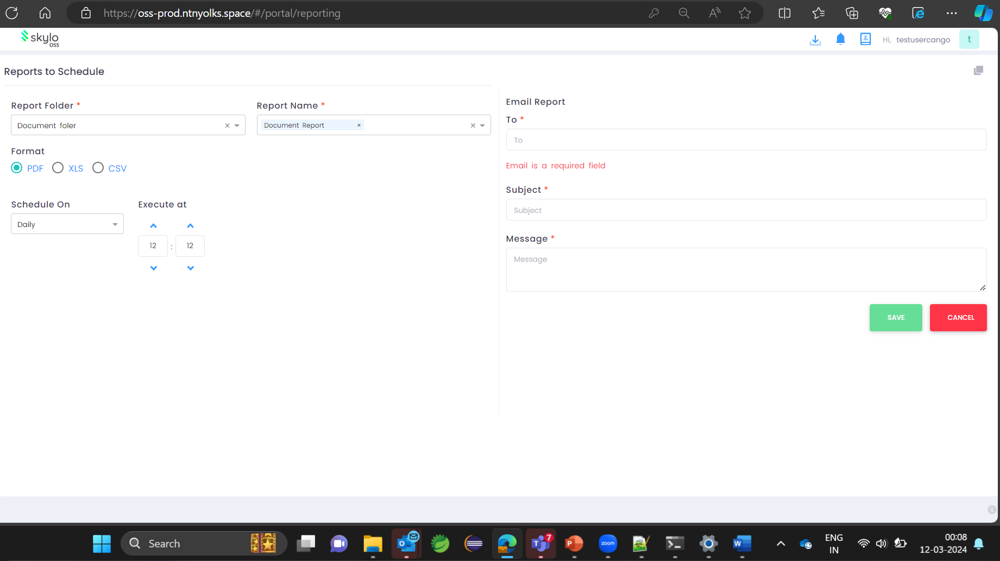 https://oss-prod.ntnyolks.space/#/portal/reporting
skylo
oss
Hi, testusercango
t
Reports to Schedule
Report Folder *
Report Name *
Document foler
Document Report ×
Format
PDF XLS CSV
Schedule On
Execute at
Daily
12 : 12
Email Report
To *
To
Email is a required field
Subject *
Subject
Message *
Message
SAVE
CANCEL
Search
7
zoom
ENG
IN
00:08
12-03-2024